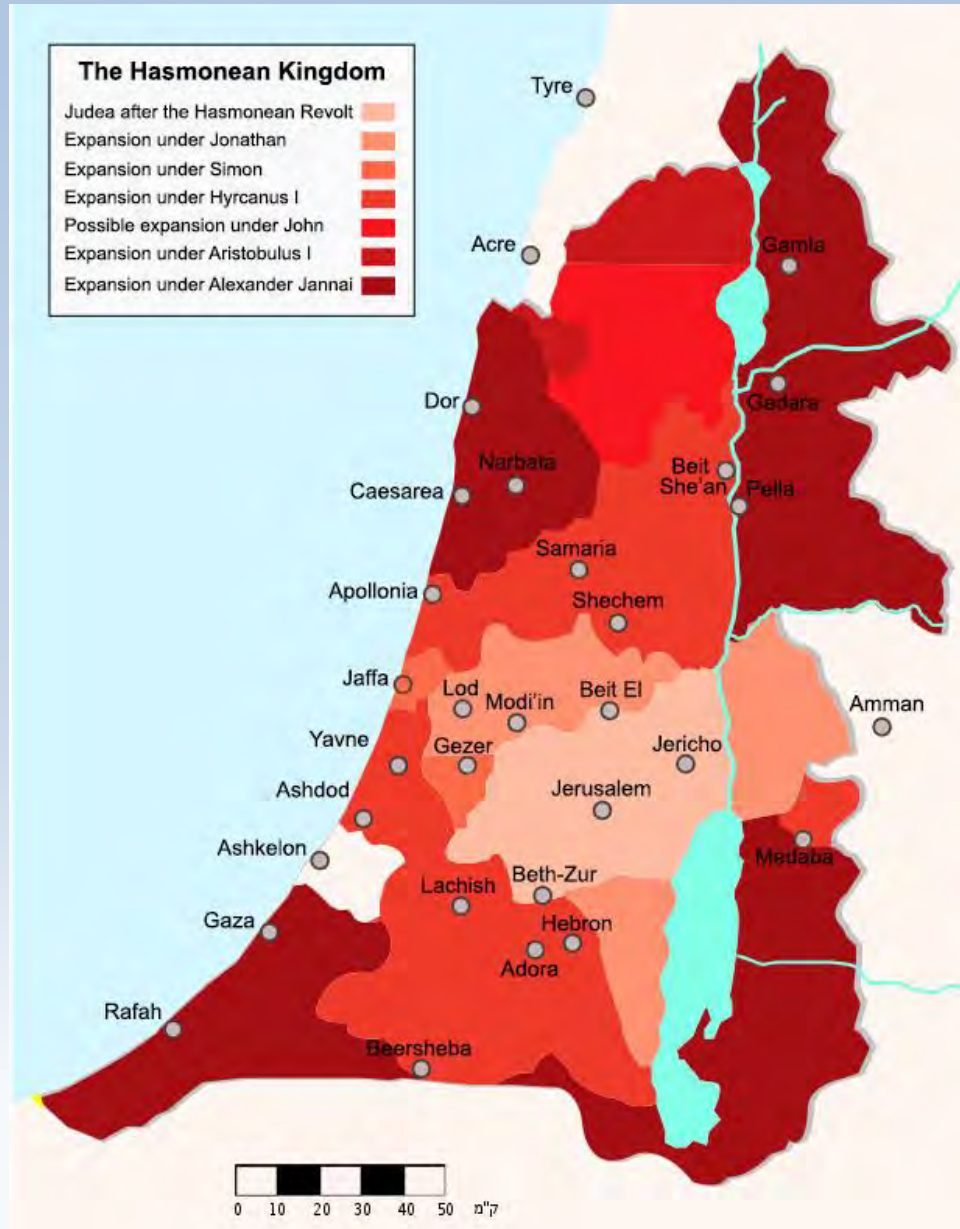 The Hasmonean Kingdom
Judea after the Hasmonean Revolt
Expansion under Jonathan
Expansion under Simon
Expansion under Hyrcanus I
Possible expansion under John
Expansion under Aristobulus I
Expansion under Alexander Jannai
Tyre
Acre
Gamla
Dor
Gadara
Narbata
Caesarea
Beit
She'an
Pella
Samaria
Apollonia
Shechem
Jaffa
Lod
Modi'in
Beit El
Amman
Yavne
Gezer
Jericho
Ashdod
Jerusalem
Ashkelon
Medaba
Lachish
Beth-Zur
Gaza
Hebron
Adora
Rafah
Beersheba
0 10 20 30 40 50 ק"מ